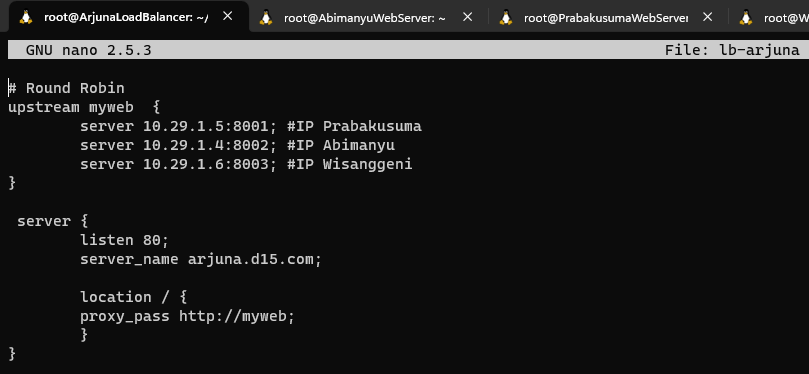 root@ArjunaLoadBalancer: ~/ × root@AbimanyuWebServer: ~ × root@PrabakusumaWebServer × root@W
GNU nano 2.5.3 File: lb-arjuna
# Round Robin
upstream myweb  {
        server 10.29.1.5:8001; #IP Prabakusuma
        server 10.29.1.4:8002; #IP Abimanyu
        server 10.29.1.6:8003; #IP Wisanggeni
}
 server {
        listen 80;
        server_name arjuna.d15.com;
        location / {
        proxy_pass http://myweb;
        }
}